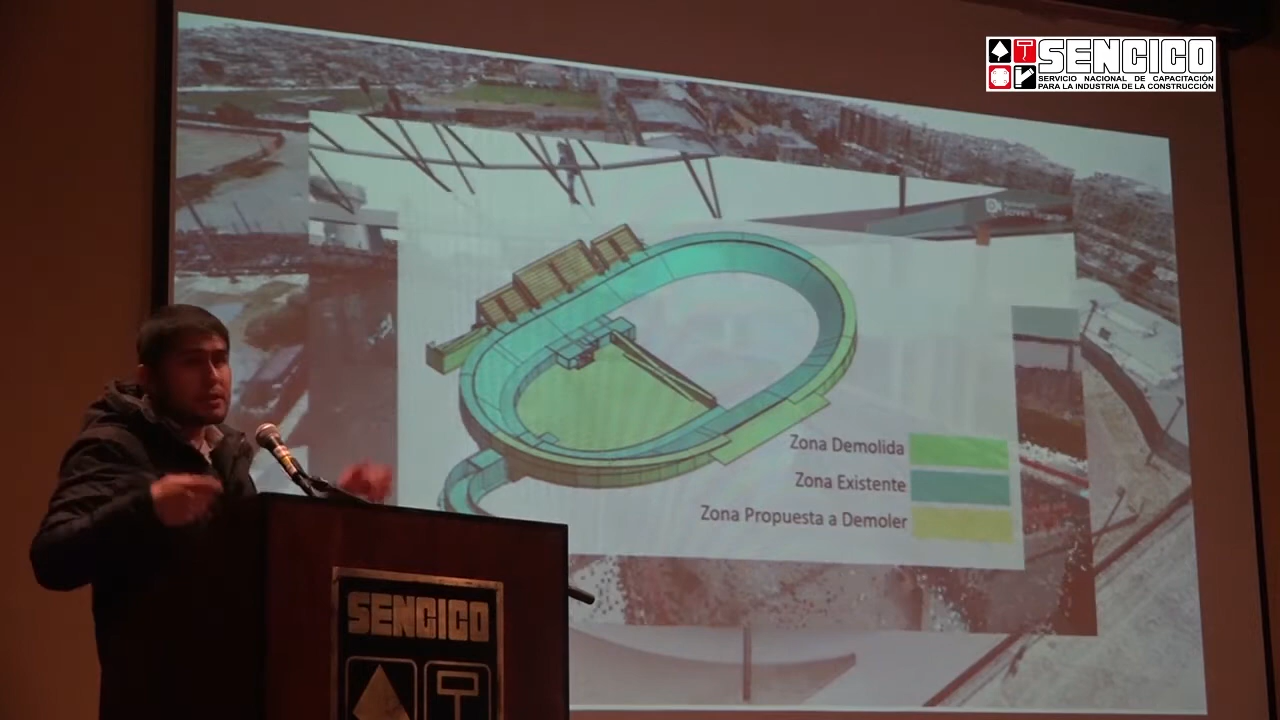 SENCICO
SERVICIO NACIONAL DE CAPACITACIÓN
PARA LA INDUSTRIA DE LA CONSTRUCCIÓN
Zona Demolida
Zona Existente
Zona Propuesta a Demoler
SENCICO